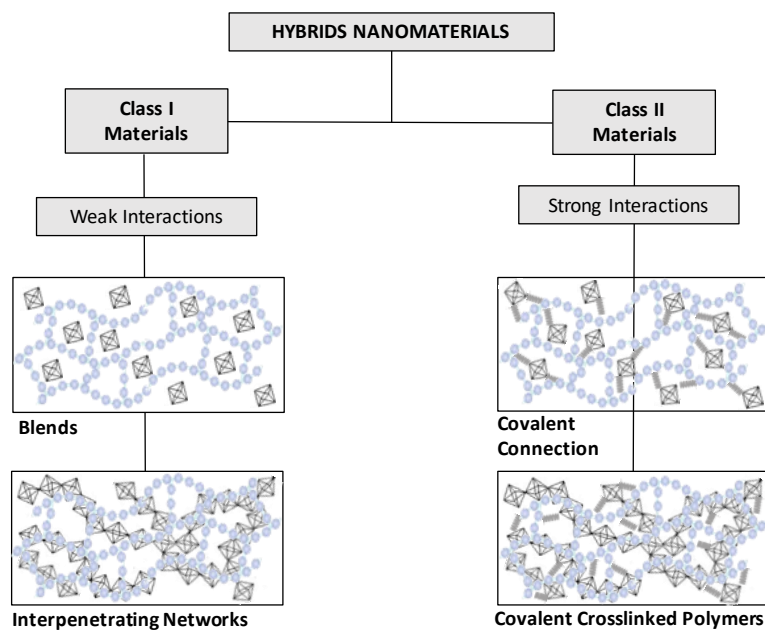 HYBRIDS NANOMATERIALS
Class I
Materials
Class II
Materials
Weak Interactions
Strong Interactions
Blends
Covalent
Connection
Interpenetrating Networks
Covalent Crosslinked Polymers